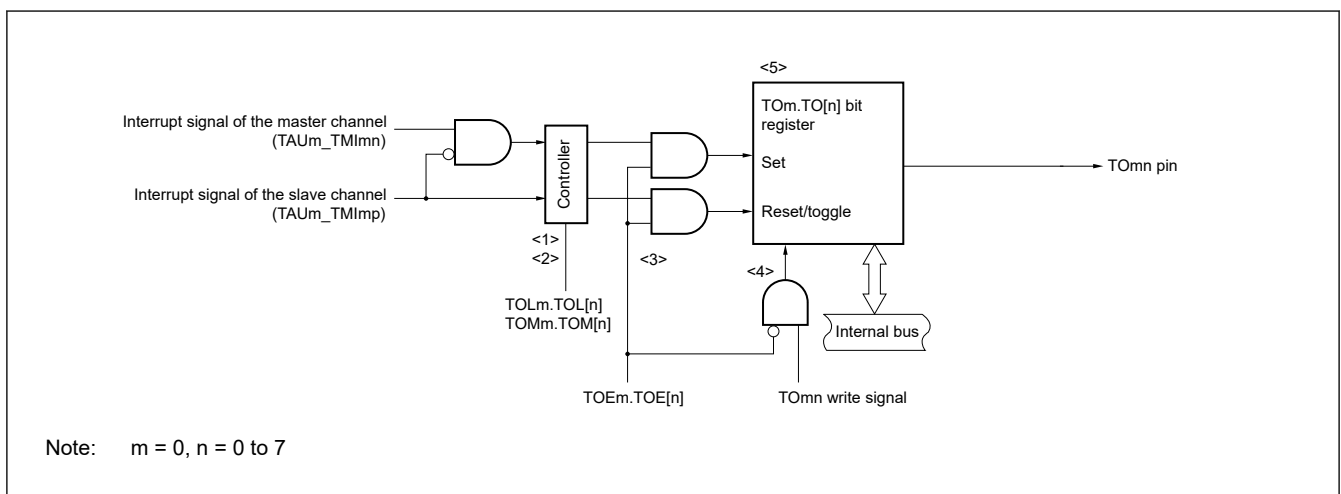 <5>
TOm.TO[n] bit
register
Interrupt signal of the master channel
(TAUm_TMImn)
Controller
Set
TOmn pin
Interrupt signal of the slave channel
(TAUm_TMImp)
Reset/toggle
<1>
<2>
<3>
<4>
TOLm.TOL[n]
TOMm.TOM[n]
Internal bus
TOEm.TOE[n]
TOmn write signal
Note: m = 0, n = 0 to 7